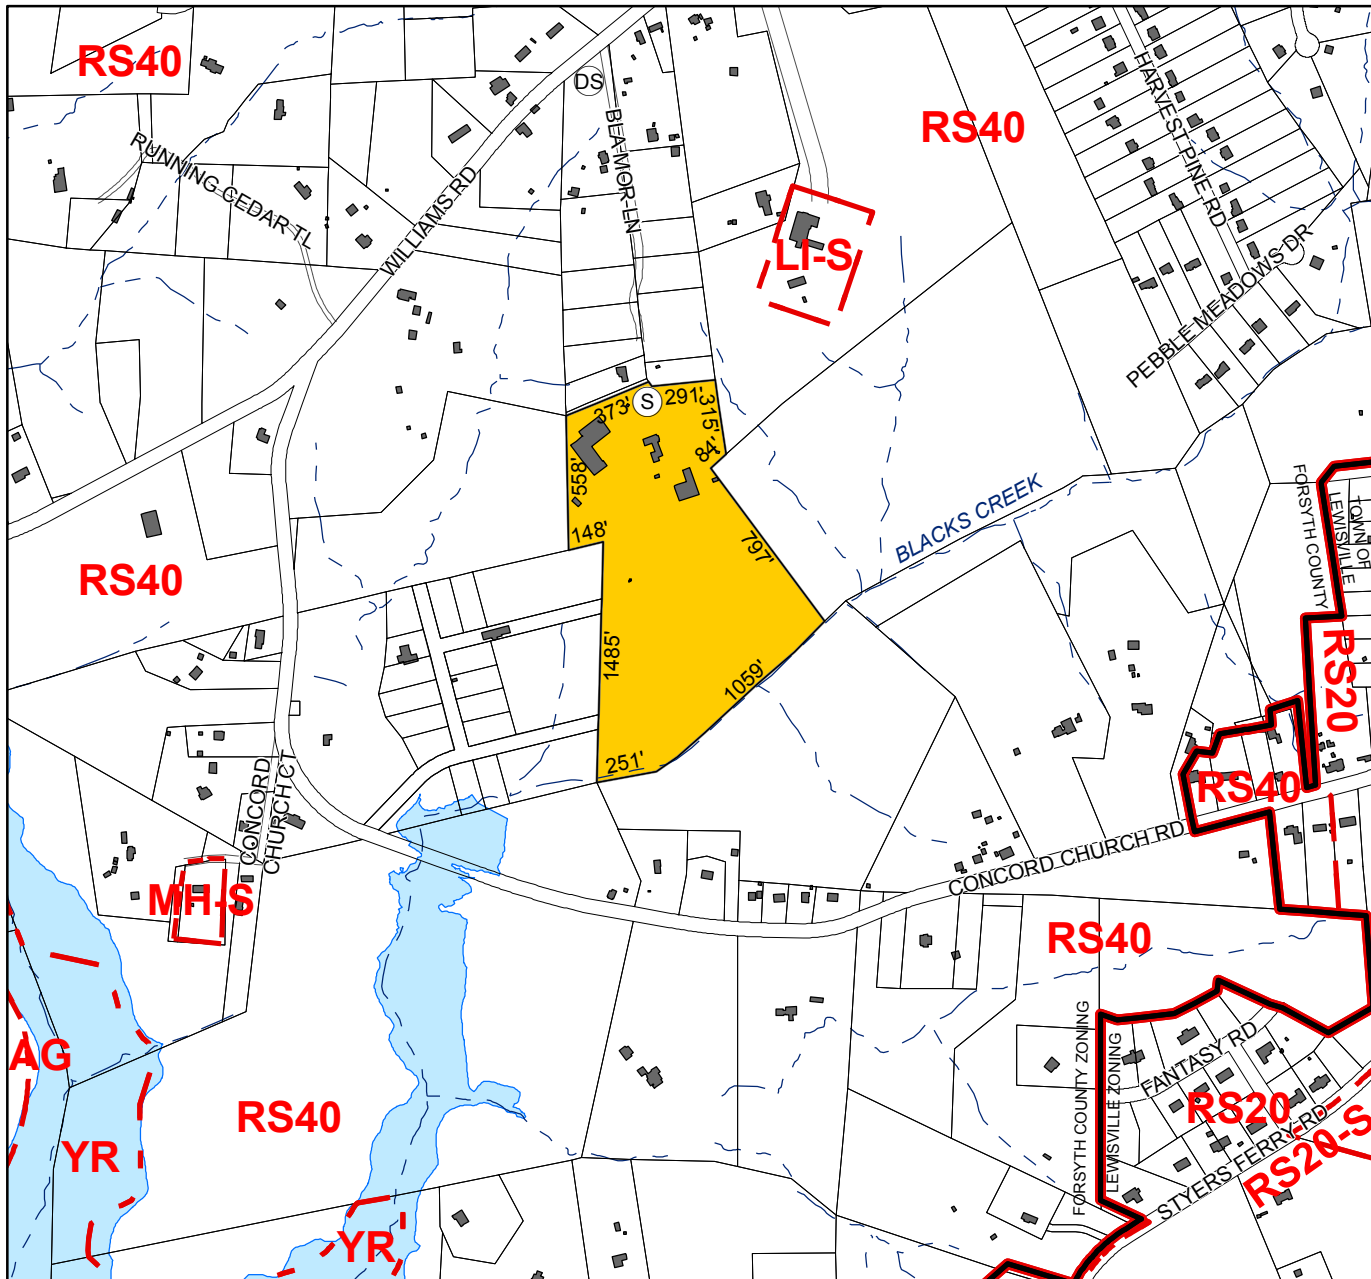 RS40
DS
RS40
HARVEST PINE RD
RUNNING CEDAR TL
BLA-MOR LN
WILLIAMS RD
LI-S
PEBBLE MEADOWS DR
S
373'
291'
315'
84'
558'
148'
797'
BLACKS CREEK
FORSYTH COUNTY
TOWN OF
LEWISVILLE
RS40
1485'
1059'
251'
RS20
RS40
CONCORD
CHURCH CT
CONCORD CHURCH RD
MH-S
RS40
AG
FORSYTH COUNTY ZONING
LEWISVILLE ZONING
FANTASY RD
RS40
RS20
YR
STYERS FERRY RD
RS20-S
YR